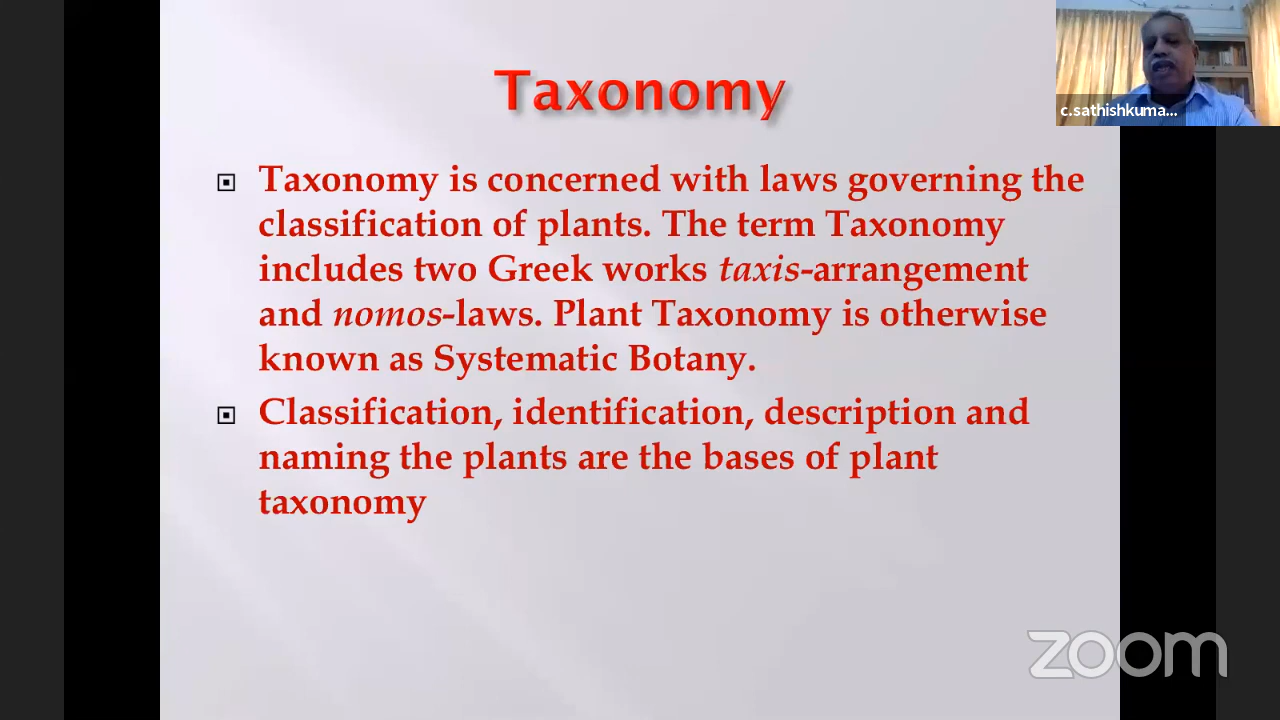 Taxonomy
c.sathishkuma...
Taxonomy is concerned with laws governing the
classification of plants. The term Taxonomy
includes two Greek works taxis-arrangement
and nomos-laws. Plant Taxonomy is otherwise
known as Systematic Botany.
Classification, identification, description and
naming the plants are the bases of plant
taxonomy
zoom